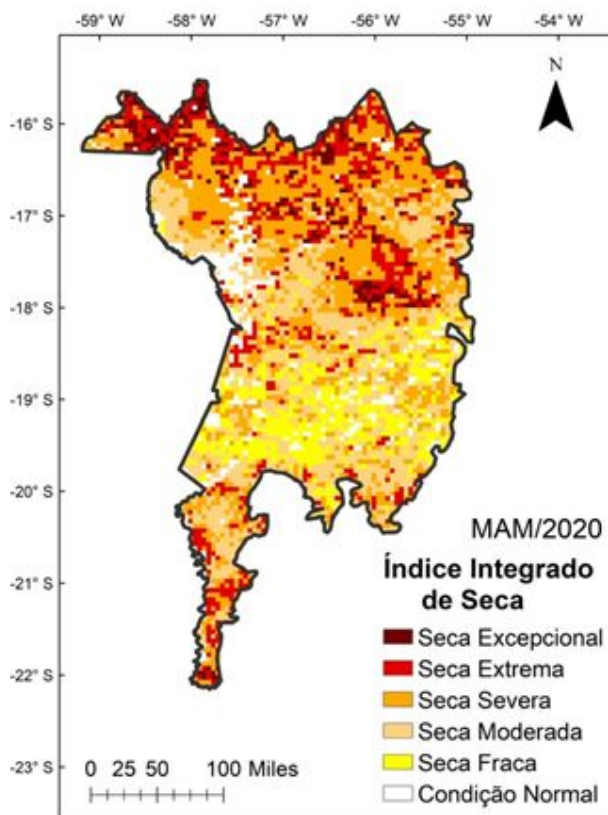 -59° W -58° W -57° W -56° W -55° W -54° W
N
-16° S
-17° S
-18° S
-19° S
-20° S
-21° S
-22° S
-23° S
MAM/2020
Índice Integrado
de Seca
Seca Excepcional
Seca Extrema
Seca Severa
Seca Moderada
Seca Fraca
Condição Normal
0 25 50 100 Miles